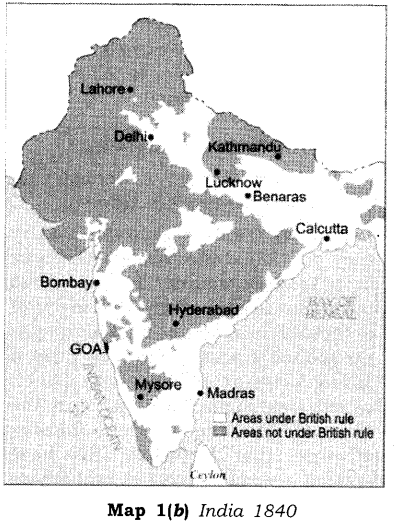 Lahore
Delhi
Kathmandu
Lucknow
Benaras
Calcutta
Bombay
BAY OF
BENGAL
Hyderabad
GOA
INDIAN OCEAN
Mysore
Madras
Areas under British rule
Areas not under British rule
Ceylon
Map 1(b) India 1840